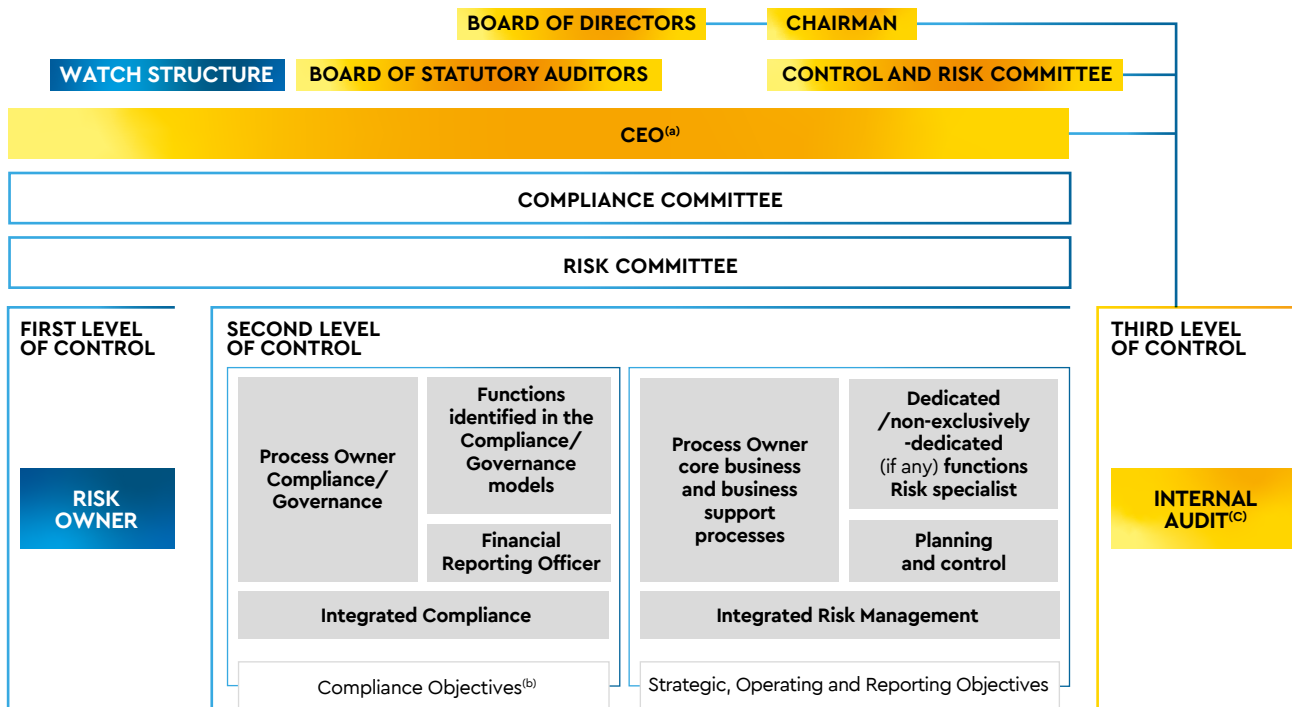 BOARD OF DIRECTORS
CHAIRMAN
WATCH STRUCTURE
BOARD OF STATUTORY AUDITORS
CONTROL AND RISK COMMITTEE
CEO(a)
COMPLIANCE COMMITTEE
RISK COMMITTEE
FIRST LEVEL
OF CONTROL
RISK
OWNER
SECOND LEVEL
OF CONTROL
Process Owner
Compliance/
Governance
Functions
identified in the
Compliance/
Governance
models
Financial
Reporting Officer
Integrated Compliance
Compliance Objectives(b)
Process Owner
core business
and business
support
processes
Dedicated
/non-exclusively
-dedicated
(if any) functions
Risk specialist
Planning
and control
Integrated Risk Management
Strategic, Operating and Reporting Objectives
THIRD LEVEL
OF CONTROL
INTERNAL
AUDIT(C)